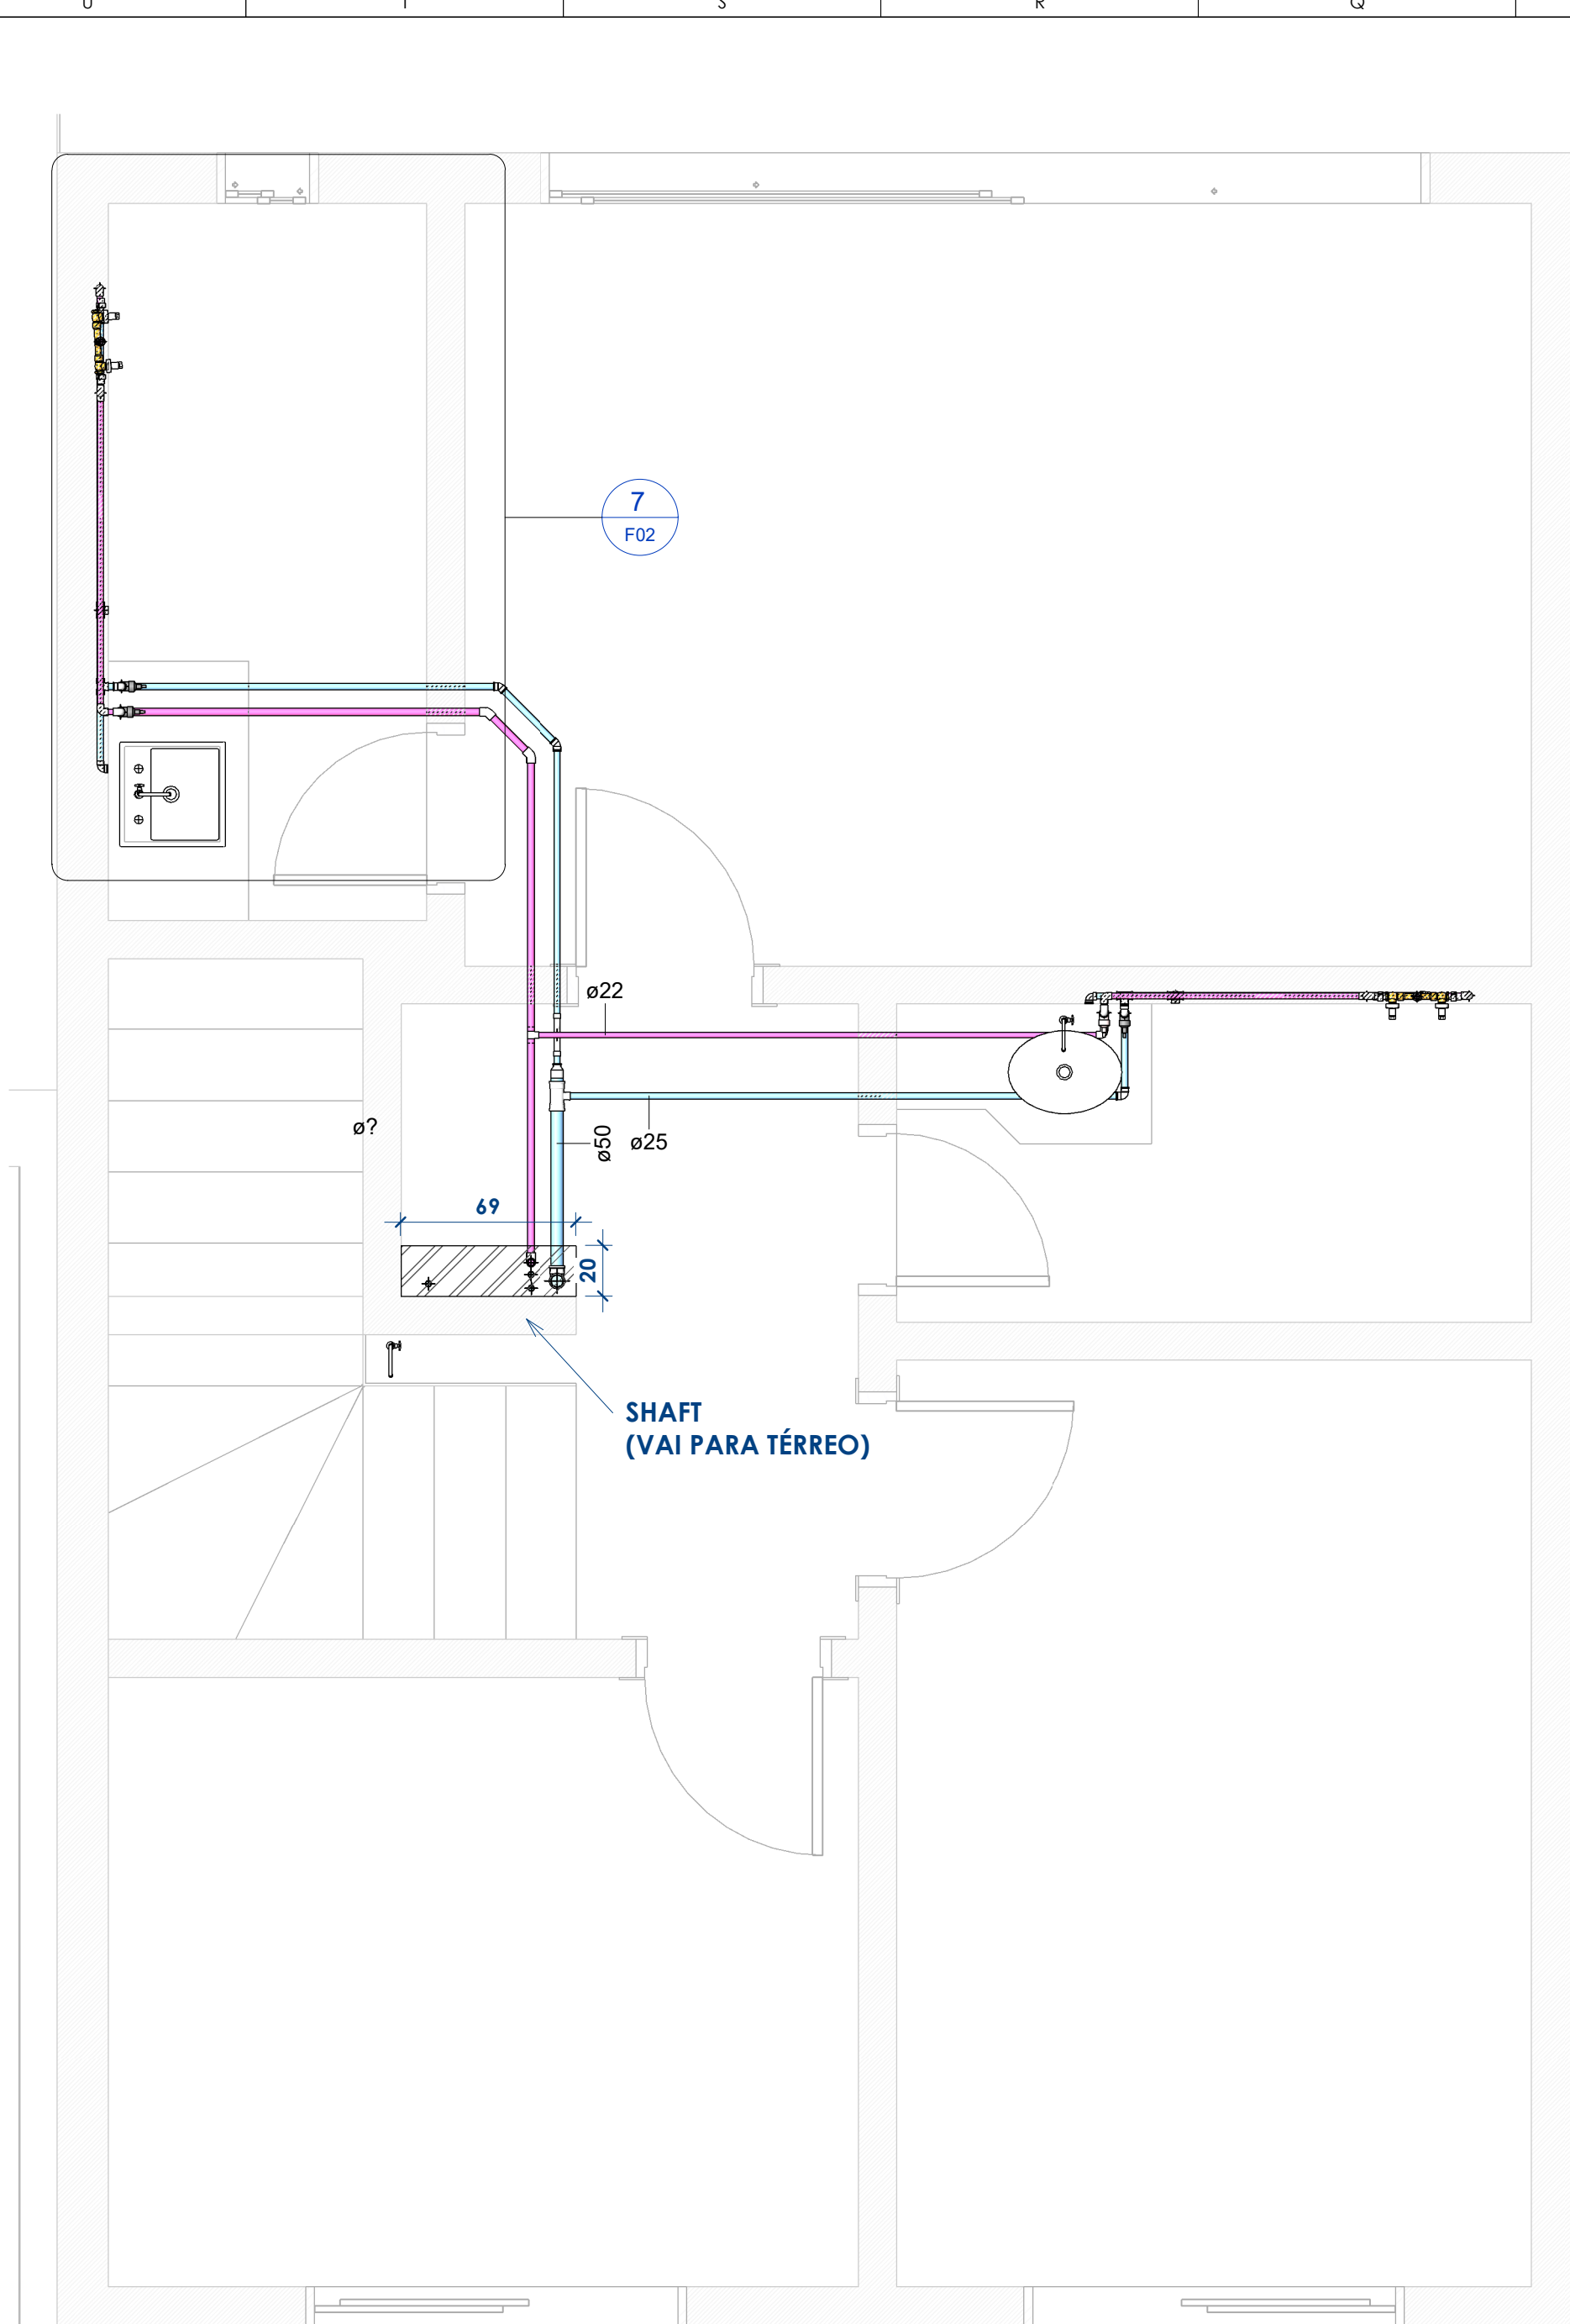 U T S R Q
7
F02
ø22
ø?
ø50
ø25
69
20
SHAFT
(VAI PARA TÉRREO)